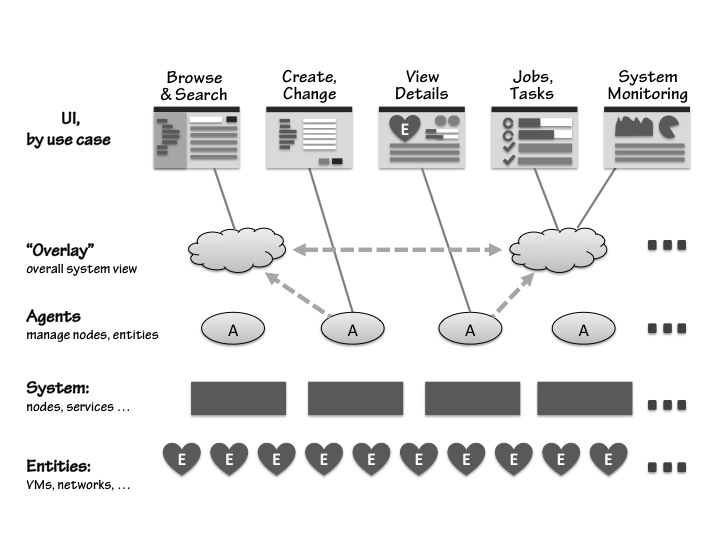 Browse
& Search
Create,
Change
View
Details
Jobs,
Tasks
System
Monitoring
UI,
by use case
E
“Overlay”
overall system view
Agents
manage nodes, entities
A
A
A
A
System:
nodes, services …
Entities:
VMs, networks, …
E
E
E
E
E
E
E
E
E
E